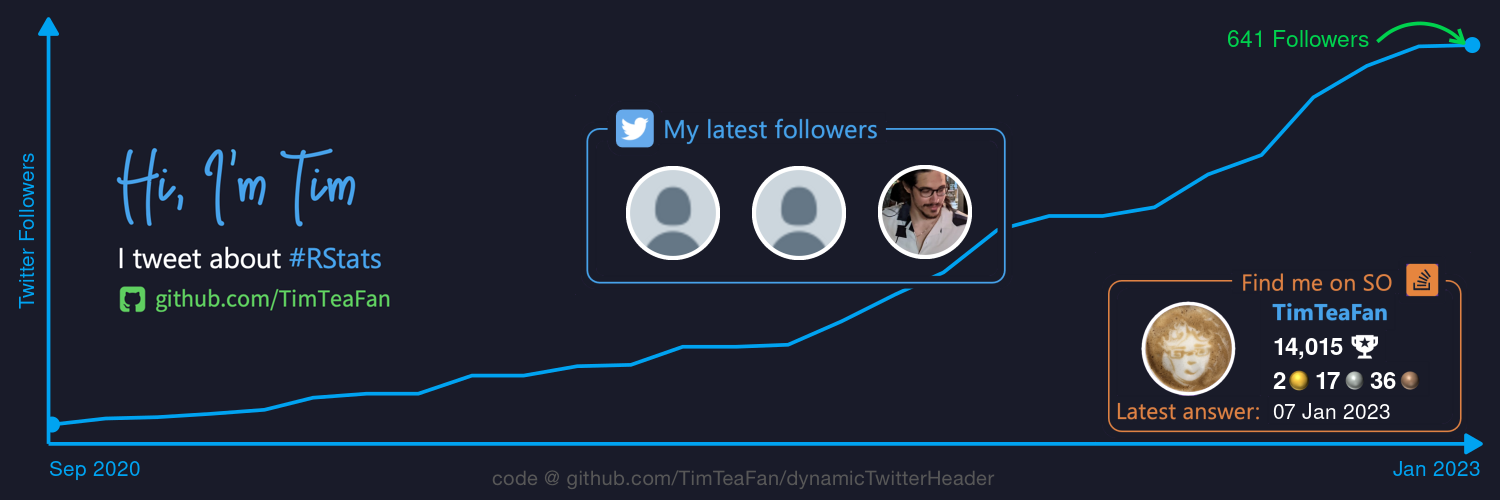 641 Followers
My latest followers
Twitter Followers
Hi, I'm Tim
I tweet about #RStats
github.com/TimTeaFan
Find me on SO
TimTeaFan
14,015
2 17 36
Latest answer: 07 Jan 2023
Sep 2020
Jan 2023
code @ github.com/TimTeaFan/dynamicTwitterHeader